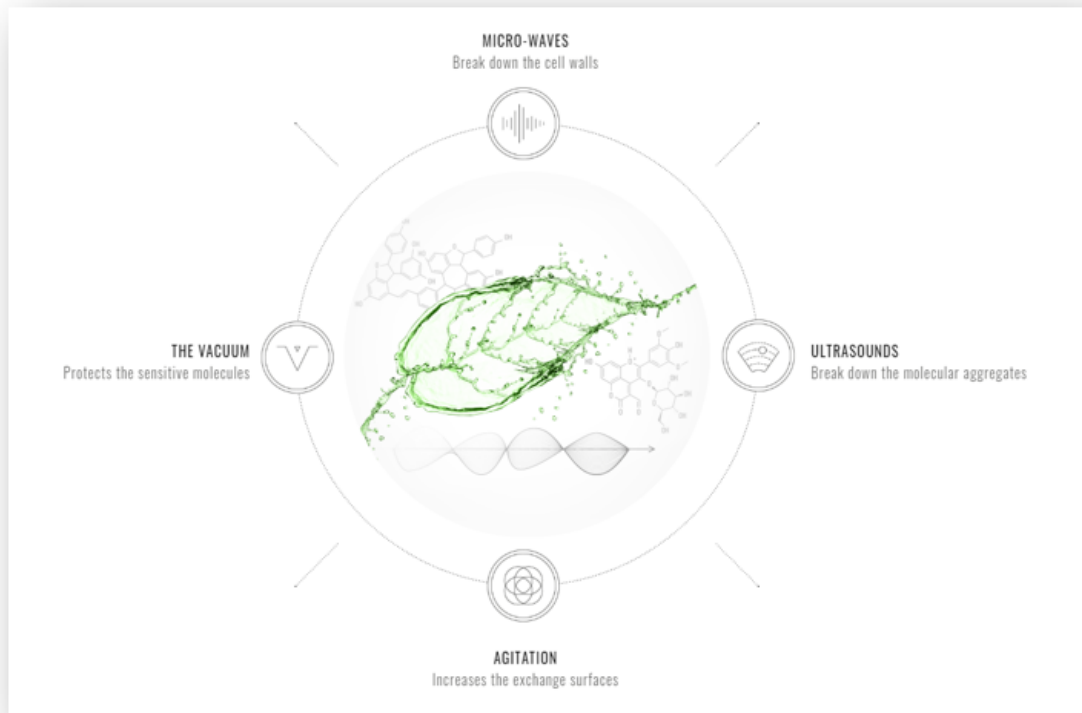 MICRO-WAVES
Break down the cell walls
THE VACUUM
Protects the sensitive molecules
ULTRASOUNDS
Break down the molecular aggregates
AGITATION
Increases the exchange surfaces